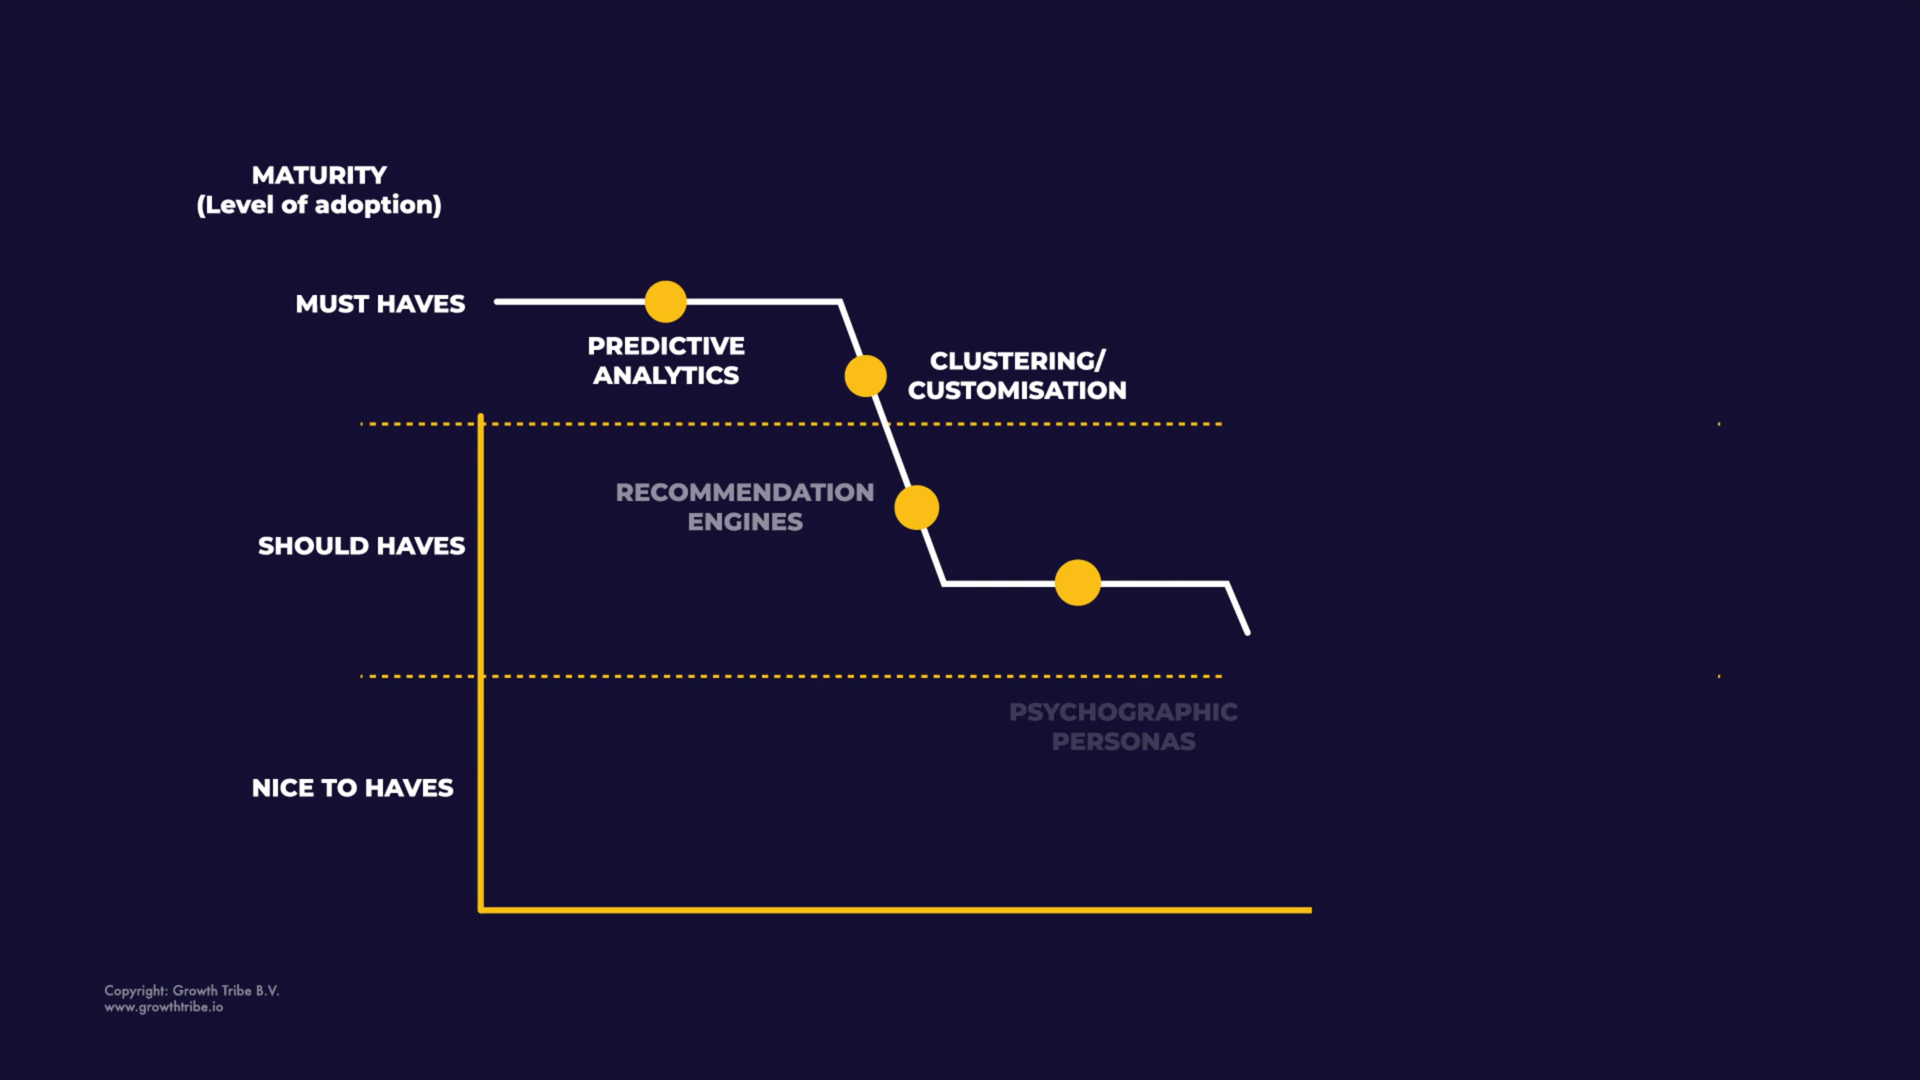 MATURITY
(Level of adoption)
MUST HAVES
PREDICTIVE
ANALYTICS
CLUSTERING/
CUSTOMISATION
RECOMMENDATION
ENGINES
SHOULD HAVES
PSYCHOGRAPHIC
PERSONAS
NICE TO HAVES
Copyright: Growth Tribe B.V.
www.growthtribe.io